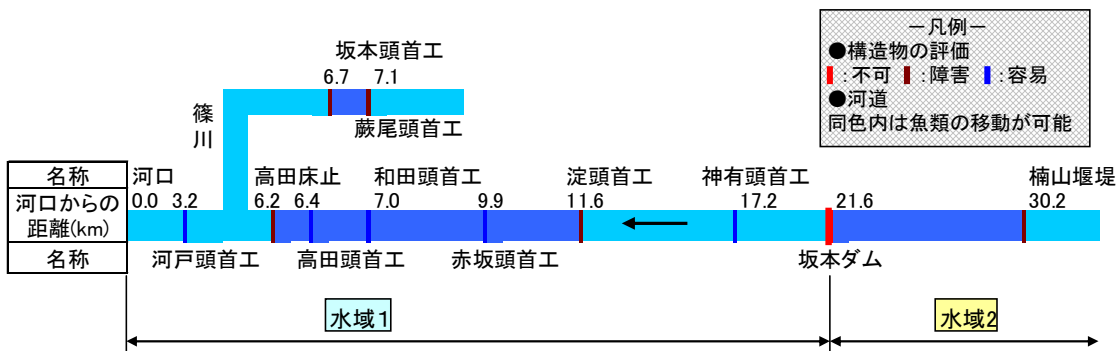 －凡例－
●構造物の評価
:不可 :障害 :容易
●河道
同色内は魚類の移動が可能
坂本頭首工
6.7 7.1
蕨尾頭首工
篠川
名称 河口 高田床止 和田頭首工 淀頭首工 神有頭首工 楠山堰堤
河口からの距離(km) 0.0 3.2 6.2 6.4 7.0 9.9 11.6 17.2 21.6 30.2
名称 河戸頭首工 高田頭首工 赤坂頭首工 坂本ダム
水域1 水域2